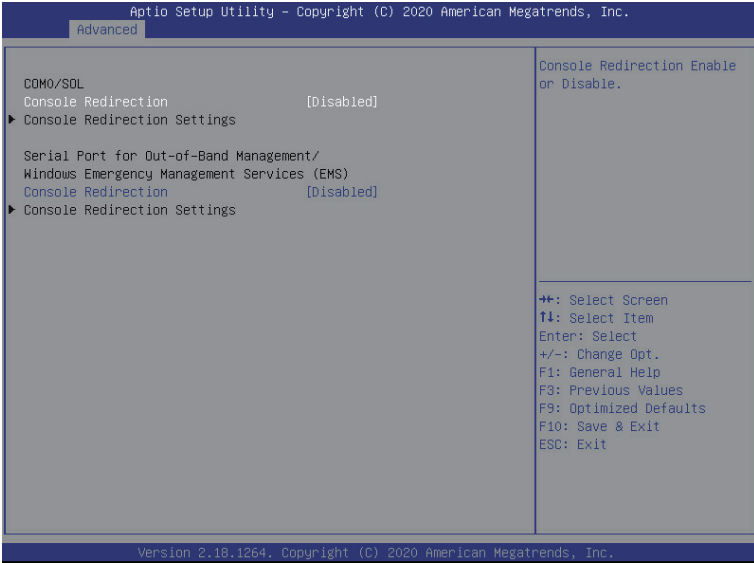 Aptio Setup Utility – Copyright (C) 2020 American Megatrends, Inc.
Advanced
COM0/SOL
Console Redirection [Disabled]
Console Redirection Settings
Serial Port for Out-of-Band Management/
Windows Emergency Management Services (EMS)
Console Redirection [Disabled]
Console Redirection Settings
Console Redirection Enable
or Disable.
→←: Select Screen
↑↓: Select Item
Enter: Select
+/-: Change Opt.
F1: General Help
F3: Previous Values
F9: Optimized Defaults
F10: Save & Exit
ESC: Exit
Version 2.18.1264. Copyright (C) 2020 American Megatrends, Inc.